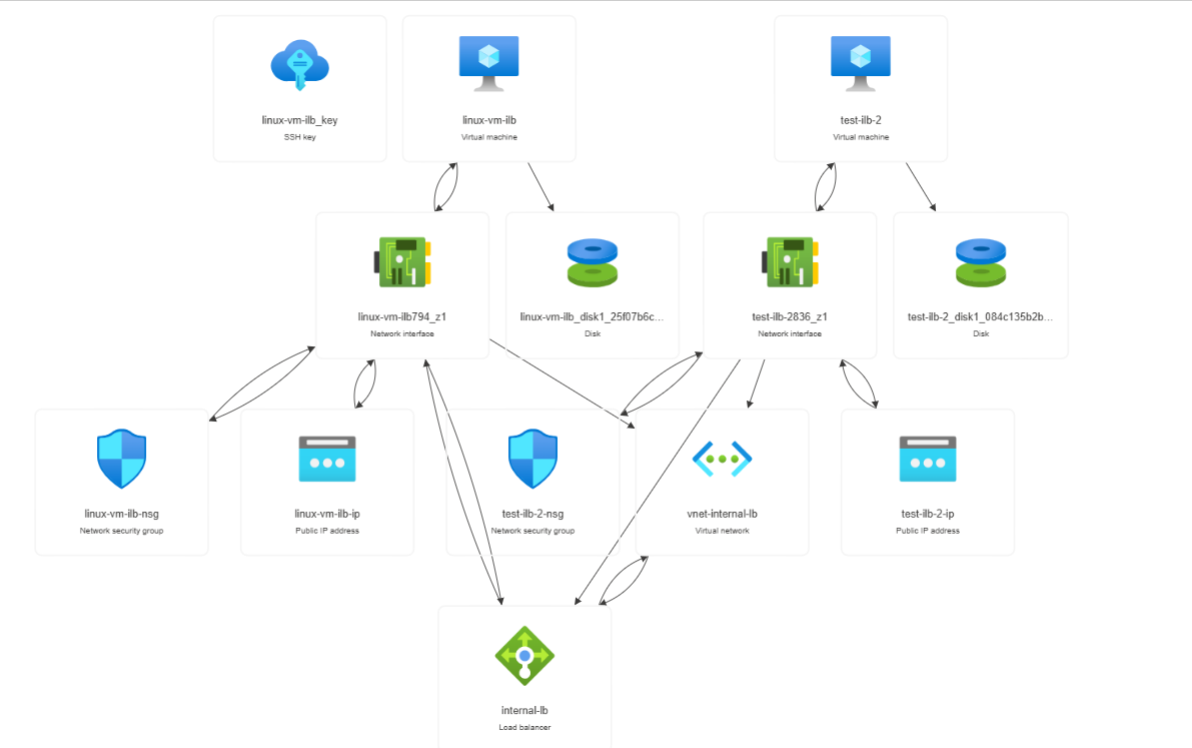 linux-vm-ilb_key
SSH key
linux-vm-ilb
Virtual machine
test-ilb-2
Virtual machine
linux-vm-ilb794_z1
Network interface
linux-vm-ilb_disk1_25f07b6c...
Disk
test-ilb-2836_z1
Network interface
test-ilb-2_disk1_084c135b2b...
Disk
linux-vm-ilb-nsg
Network security group
linux-vm-ilb-ip
Public IP address
test-ilb-2-nsg
Network security group
vnet-internal-lb
Virtual network
test-ilb-2-ip
Public IP address
internal-lb
Load balancer